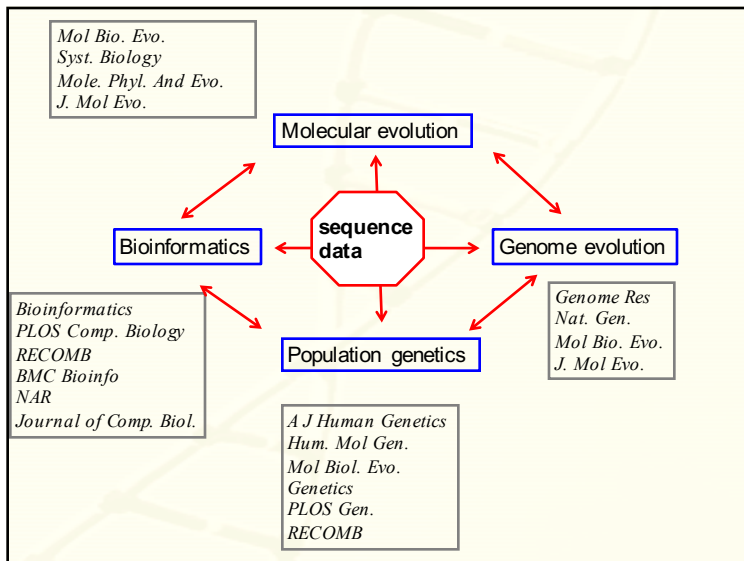 Mol Bio. Evo.
Syst. Biology
Mole. Phyl. And Evo.
J. Mol Evo.
Molecular evolution
sequence
data
Bioinformatics
Genome evolution
Bioinformatics
PLOS Comp. Biology
RECOMB
BMC Bioinfo
NAR
Journal of Comp. Biol.
Population genetics
Genome Res
Nat. Gen.
Mol Bio. Evo.
J. Mol Evo.
A J Human Genetics
Hum. Mol Gen.
Mol Biol. Evo.
Genetics
PLOS Gen.
RECOMB